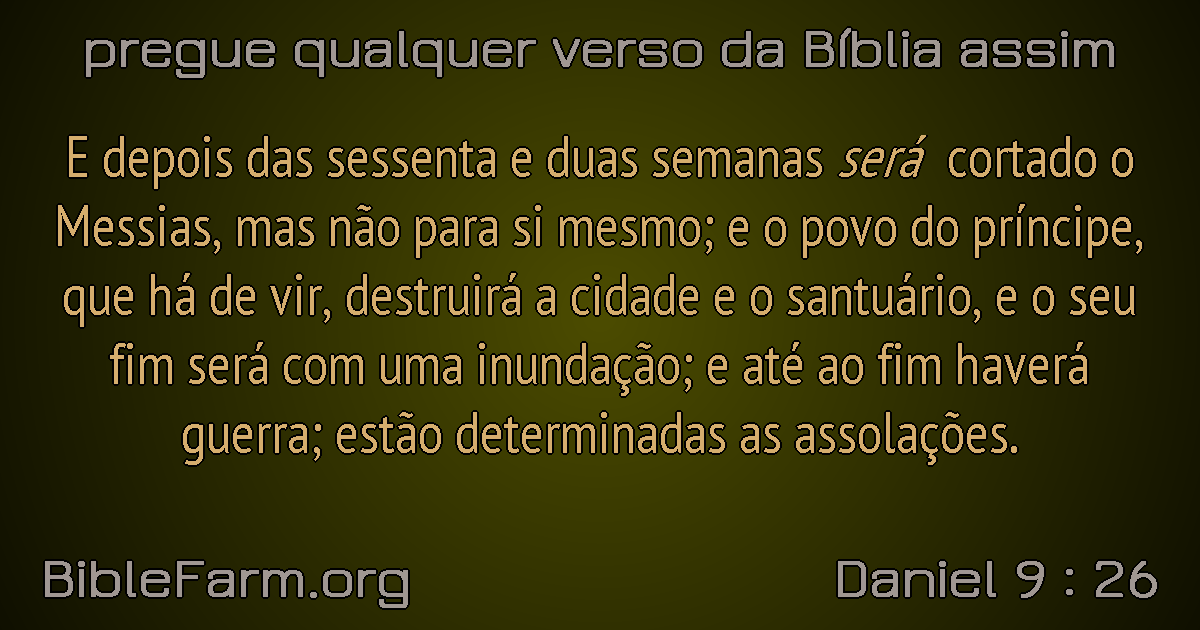 pregue qualquer verso da Bíblia assim
E depois das sessenta e duas semanas será cortado o
Messias, mas não para si mesmo; e o povo do príncipe,
que há de vir, destruirá a cidade e o santuário, e o seu
fim será com uma inundação; e até ao fim haverá
guerra; estão determinadas as assolações.
BibleFarm.org
Daniel 9 : 26